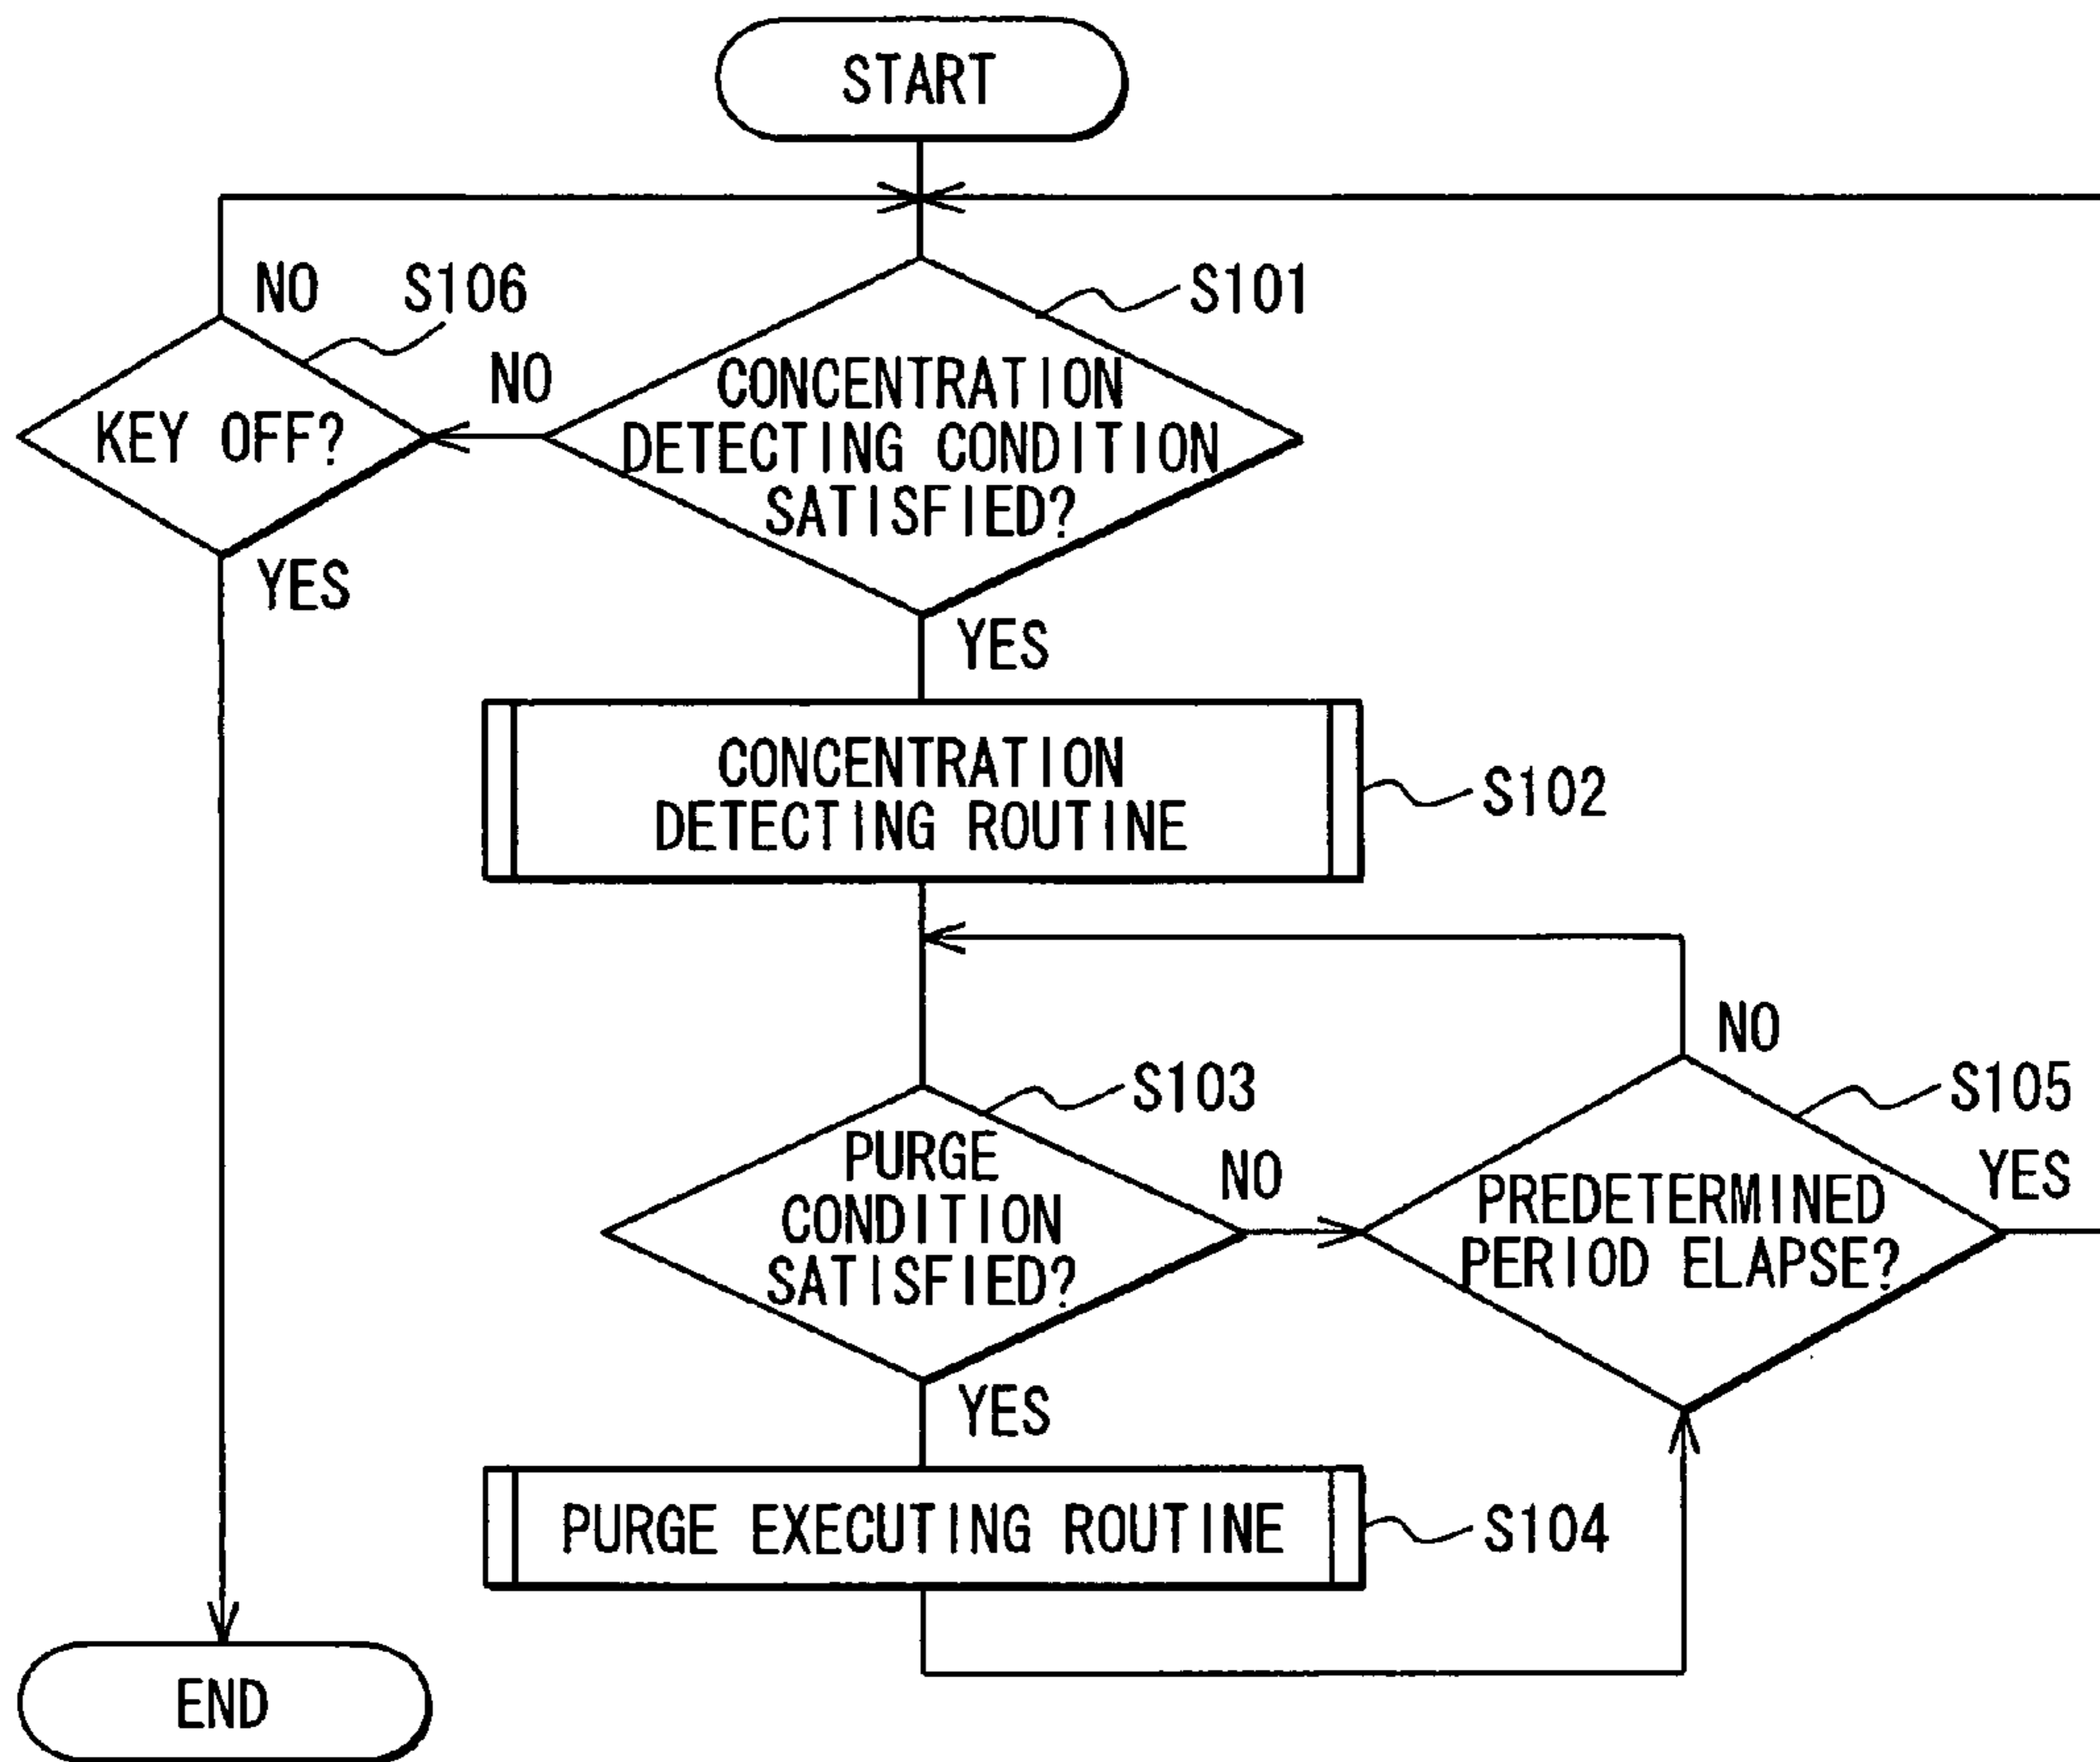 START
NO
S106
S101
NO
CONCENTRATION
DETECTING CONDITION
SATISFIED?
KEY OFF?
YES
YES
CONCENTRATION
DETECTING ROUTINE
S102
NO
S103
S105
PURGE
CONDITION
SATISFIED?
NO
YES
PREDETERMINED
PERIOD ELAPSE?
YES
PURGE EXECUTING ROUTINE
S104
END